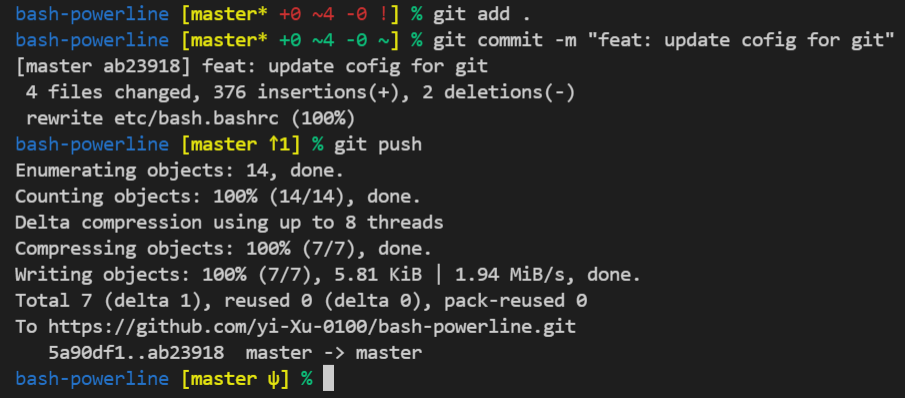 bash-powerline [master* +0 ~4 -0 !] % git add .
bash-powerline [master* +0 ~4 -0 ~] % git commit -m "feat: update cofig for git"
[master ab23918] feat: update cofig for git
 4 files changed, 376 insertions(+), 2 deletions(-)
 rewrite etc/bash.bashrc (100%)
bash-powerline [master ↑1] % git push
Enumerating objects: 14, done.
Counting objects: 100% (14/14), done.
Delta compression using up to 8 threads
Compressing objects: 100% (7/7), done.
Writing objects: 100% (7/7), 5.81 KiB | 1.94 MiB/s, done.
Total 7 (delta 1), reused 0 (delta 0), pack-reused 0
To https://github.com/yi-Xu-0100/bash-powerline.git
   5a90df1..ab23918  master -> master
bash-powerline [master ψ] %